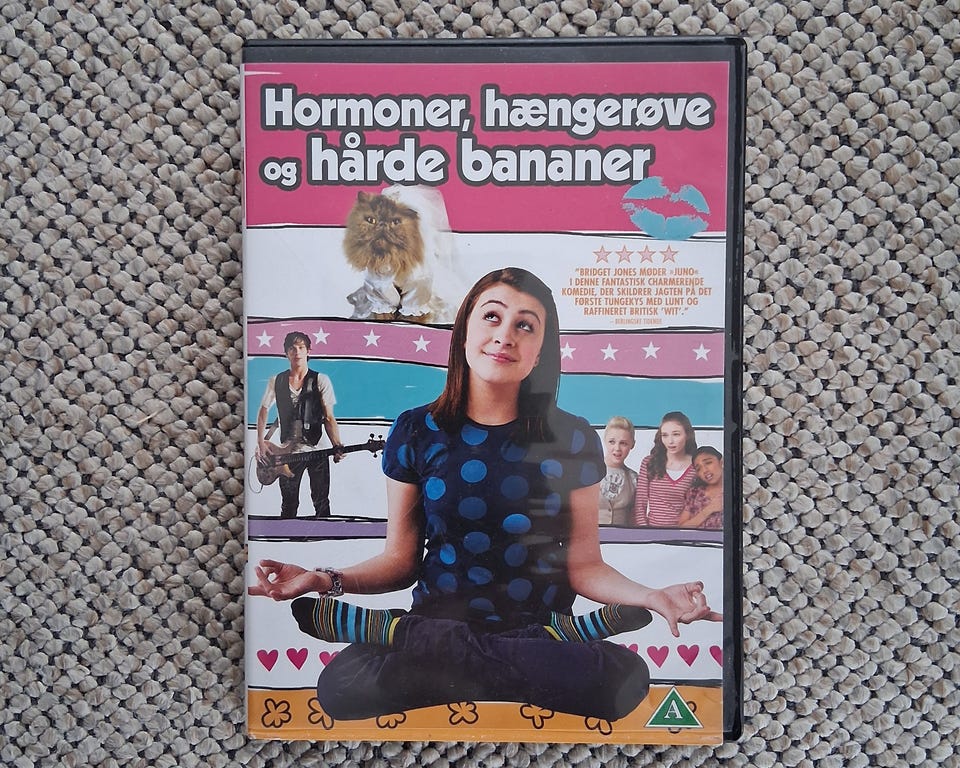 Hormoner, hængerøve
og hårde bananer
"BRIDGET JONES MØDER »JUNO«
I DENNE FANTASTISK CHARMERENDE
KOMEDIE, DER SKILDRER JAGTEN PÅ DET
FØRSTE TUNGEKYS MED LUNT OG
RAFFINERET BRITISK 'WIT'."
– BERLINGSKE TIDENDE
A